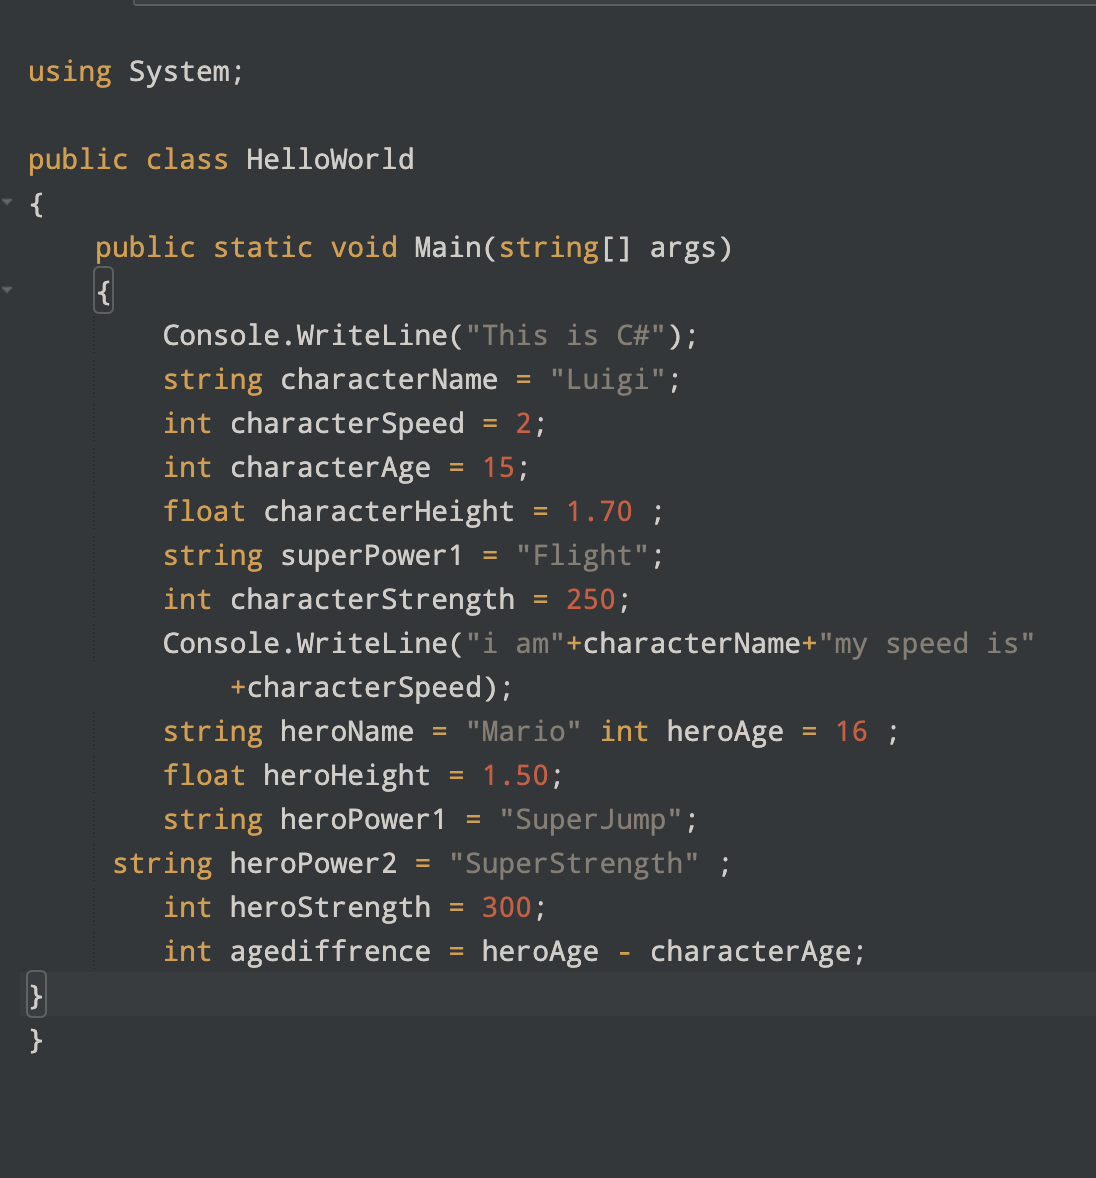 using System;
public class HelloWorld
{
public static void Main(string[] args)
{
Console.WriteLine("This is C#");
string characterName = "Luigi";
int characterSpeed = 2;
int characterAge = 15;
float characterHeight = 1.70 ;
string superPower1 = "Flight";
int characterStrength = 250;
Console.WriteLine("i am"+characterName+"my speed is"
+characterSpeed);
string heroName = "Mario" int heroAge = 16 ;
float heroHeight = 1.50;
string heroPower1 = "SuperJump";
string heroPower2 = "SuperStrength" ;
int heroStrength = 300;
int agediffrence = heroAge - characterAge;
}
}